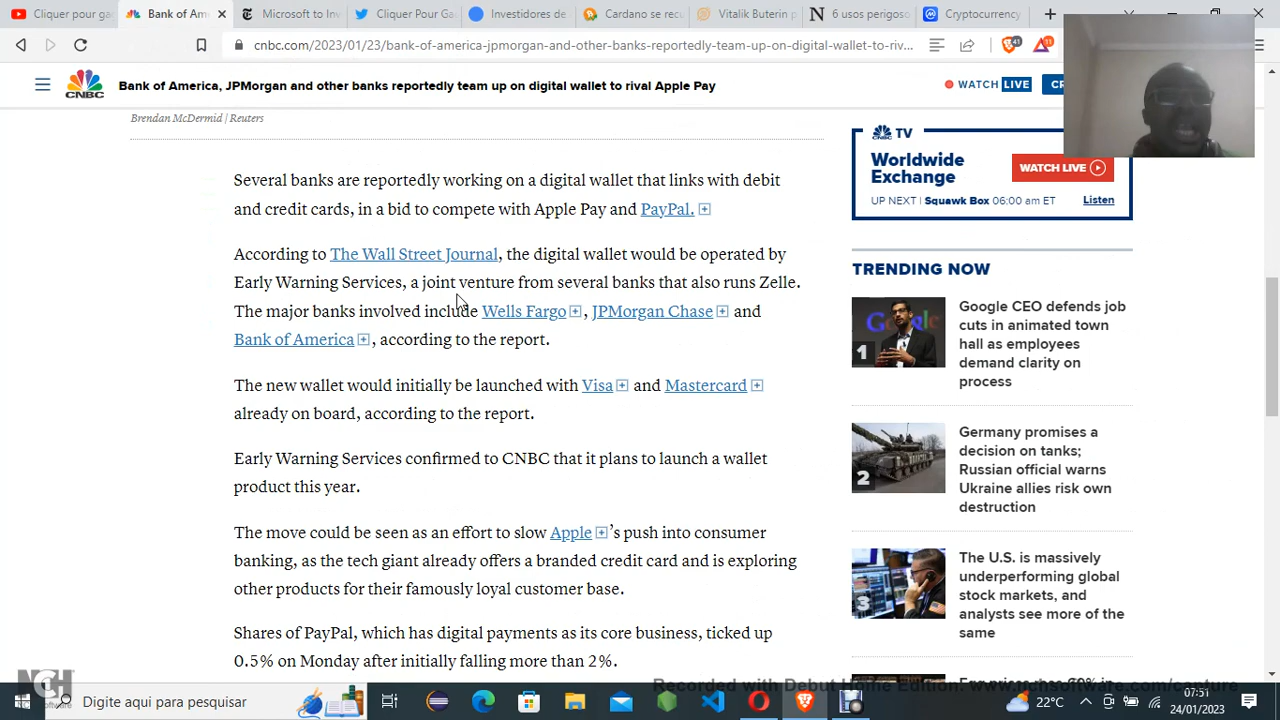 Cliquer pour ga
Bank of Am
Microsoft to Inv
Cliquer Pour Ga
Investidores de
Cardano se recu
Vitalik Buterin p
6 usos perigoso
Cryptocurrency
cnbc.com/2023/01/23/bank-of-america-jpmorgan-and-other-banks-reportedly-team-up-on-digital-wallet-to-riv...
Bank of America, JPMorgan and other banks reportedly team up on digital wallet to rival Apple Pay
WATCH LIVE
CNBC
Brendan McDermid | Reuters
Several banks are reportedly working on a digital wallet that links with debit
and credit cards, in a bid to compete with Apple Pay and PayPal.
According to The Wall Street Journal, the digital wallet would be operated by
Early Warning Services, a joint venture from several banks that also runs Zelle.
The major banks involved include Wells Fargo, JPMorgan Chase and
Bank of America, according to the report.
The new wallet would initially be launched with Visa and Mastercard
already on board, according to the report.
Early Warning Services confirmed to CNBC that it plans to launch a wallet
product this year.
The move could be seen as an effort to slow Apple's push into consumer
banking, as the tech giant already offers a branded credit card and is exploring
other products for their famously loyal customer base.
Shares of PayPal, which has digital payments as its core business, ticked up
0.5% on Monday after initially falling more than 2%.
TV
Worldwide
Exchange
WATCH LIVE
UP NEXT | Squawk Box 06:00 am ET
Listen
TRENDING NOW
1
Google CEO defends job
cuts in animated town
hall as employees
demand clarity on
process
2
Germany promises a
decision on tanks;
Russian official warns
Ukraine allies risk own
destruction
3
The U.S. is massively
underperforming global
stock markets, and
analysts see more of the
same
NCH
Recorded with Debut Home Edition. www.nchsoftware.com/capture
Digite aqui para pesquisar
22°C
07:51
24/01/2023